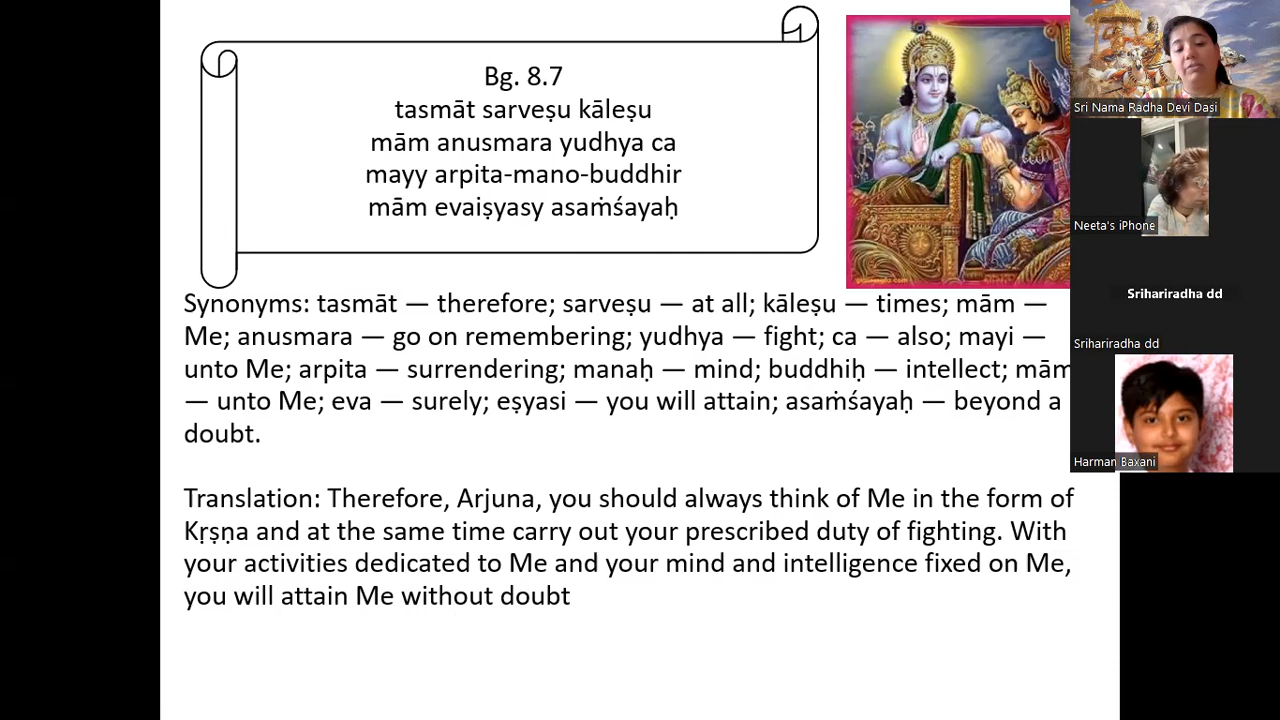 Bg. 8.7
tasmāt sarveṣu kāleṣu
mām anusmara yudhya ca
mayy arpita-mano-buddhir
mām evaiṣyasy asaṁśayaḥ
Synonyms: tasmāt — therefore; sarveṣu — at all; kāleṣu — times; mām —
Me; anusmara — go on remembering; yudhya — fight; ca — also; mayi —
unto Me; arpita — surrendering; manaḥ — mind; buddhiḥ — intellect; mām
— unto Me; eva — surely; eṣyasi — you will attain; asaṁśayaḥ — beyond a
doubt.
Translation: Therefore, Arjuna, you should always think of Me in the form of
Kṛṣṇa and at the same time carry out your prescribed duty of fighting. With
your activities dedicated to Me and your mind and intelligence fixed on Me,
you will attain Me without doubt
Sri Nama Radha Devi Dasi
Neeta's iPhone
Srihariradha dd
Srihariradha dd
Harman Baxani